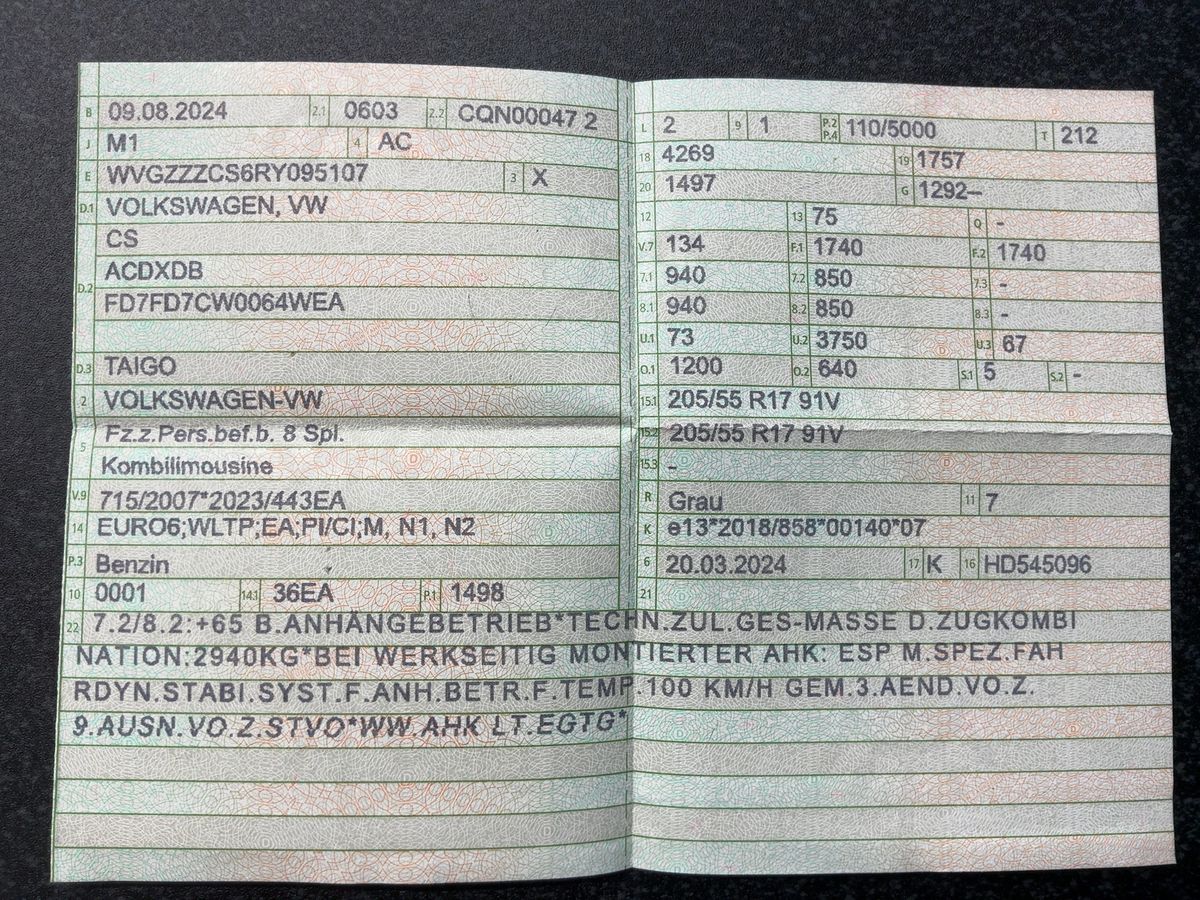 B 09.08.2024 2.1 0603 2.2 CQN00047 2
J M1 4 AC
E WVGZZZCS6RY095107 3 X
D.1 VOLKSWAGEN, VW
CS
ACDXDB
D.2
FD7FD7CW0064WEA
D.3 TAIGO
2 VOLKSWAGEN-VW
5 Fz.z.Pers.bef.b. 8 Spl.
Kombilimousine
V.9 715/2007*2023/443EA
14 EURO6;WLTP;EA;PI/CI;M, N1, N2
P.3 Benzin
10 0001 14.1 36EA P.1 1498
L 2 9 1 P.2 P.4 110/5000 T 212
18 4269 19 1757
20 1497 G 1292–
12 13 75 Q -
V.7 134 F.1 1740 F.2 1740
7.1 940 7.2 850 7.3 -
8.1 940 8.2 850 8.3 -
U.1 73 U.2 3750 U.3 67
O.1 1200 O.2 640 S.1 5 S.2 -
15.1 205/55 R17 91V
15.2 205/55 R17 91V
15.3 -
R Grau 11 7
K e13*2018/858*00140*07
6 20.03.2024 17 K 16 HD545096
21
22 7.2/8.2:+65 B.ANHÄNGEBETRIEB*TECHN.ZUL.GES-MASSE D.ZUGKOMBI
NATION:2940KG*BEI WERKSEITIG MONTIERTER AHK: ESP M.SPEZ.FAH
RDYN.STABI.SYST.F.ANH.BETR.F.TEMP.100 KM/H GEM.3.AEND.VO.Z.
9.AUSN.VO.Z.STVO*WW.AHK LT.EGTG*